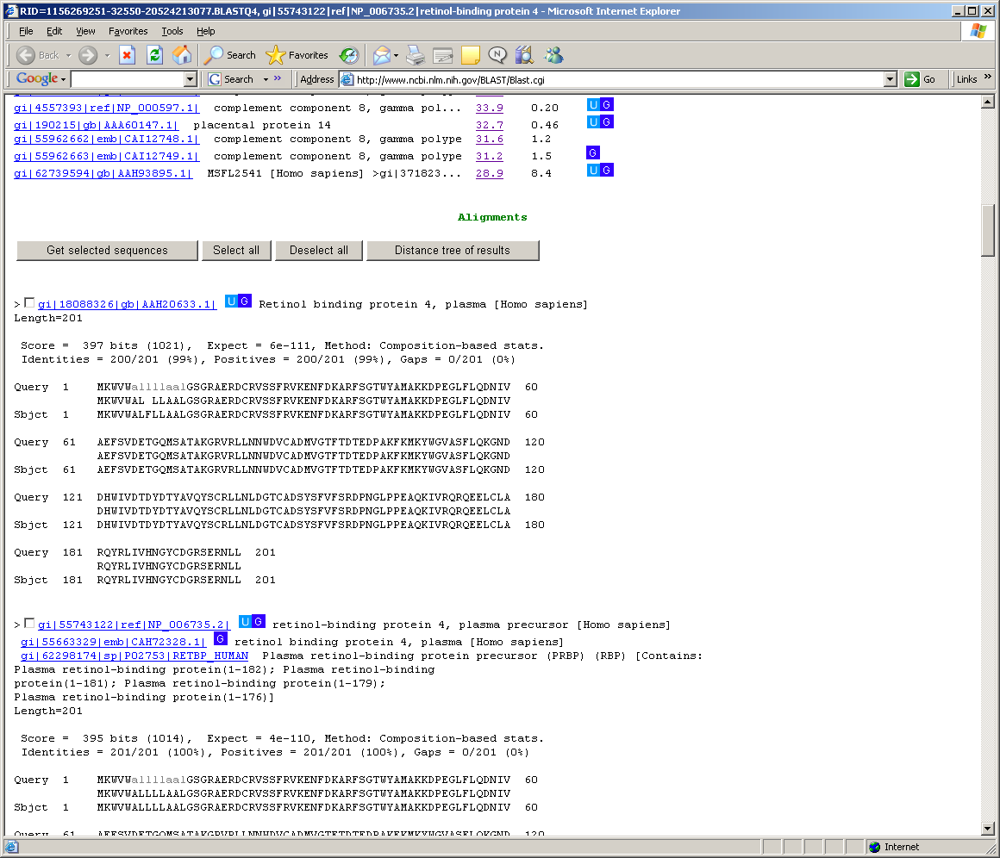 RID=1156269251-32550-20524213077.BLASTQ4, gi|55743122|ref|NP_006735.2|retinol-binding protein 4 - Microsoft Internet Explorer
File Edit View Favorites Tools Help
Back Search Favorites
Google Search » Address http://www.ncbi.nlm.nih.gov/BLAST/Blast.cgi Go Links »
gi|4557393|ref|NP_000597.1| complement component 8, gamma pol... 33.9 0.20 U G
gi|190215|gb|AAA60147.1| placental protein 14 32.7 0.46 U G
gi|55962662|emb|CAI12748.1| complement component 8, gamma polype 31.6 1.2
gi|55962663|emb|CAI12749.1| complement component 8, gamma polype 31.2 1.5 G
gi|62739594|gb|AAH93895.1| MSFL2541 [Homo sapiens] >gi|371823... 28.9 8.4 U G
Alignments
Get selected sequences Select all Deselect all Distance tree of results
> gi|18088326|gb|AAH20633.1| U G Retinol binding protein 4, plasma [Homo sapiens]
Length=201
Score = 397 bits (1021), Expect = 6e-111, Method: Composition-based stats.
Identities = 200/201 (99%), Positives = 200/201 (99%), Gaps = 0/201 (0%)
Query 1 MKWVWallllaalGSGRAERDCRVSSFRVKENFDKARFSGTWYAMAKKDPEGLFLQDNIV 60
MKWVWAL LLAALGSGRAERDCRVSSFRVKENFDKARFSGTWYAMAKKDPEGLFLQDNIV
Sbjct 1 MKWVWALFLLAALGSGRAERDCRVSSFRVKENFDKARFSGTWYAMAKKDPEGLFLQDNIV 60
Query 61 AEFSVDETGQMSATAKGRVRLLNNWDVCADMVGTFTDTEDPAKFKMKYWGVASFLQKGND 120
AEFSVDETGQMSATAKGRVRLLNNWDVCADMVGTFTDTEDPAKFKMKYWGVASFLQKGND
Sbjct 61 AEFSVDETGQMSATAKGRVRLLNNWDVCADMVGTFTDTEDPAKFKMKYWGVASFLQKGND 120
Query 121 DHWIVDTDYDTYAVQYSCRLLNLDGTCADSYSFVFSRDPNGLPPEAQKIVRQRQEELCLA 180
DHWIVDTDYDTYAVQYSCRLLNLDGTCADSYSFVFSRDPNGLPPEAQKIVRQRQEELCLA
Sbjct 121 DHWIVDTDYDTYAVQYSCRLLNLDGTCADSYSFVFSRDPNGLPPEAQKIVRQRQEELCLA 180
Query 181 RQYRLIVHNGYCDGRSERNLL 201
RQYRLIVHNGYCDGRSERNLL
Sbjct 181 RQYRLIVHNGYCDGRSERNLL 201
> gi|55743122|ref|NP_006735.2| U G retinol-binding protein 4, plasma precursor [Homo sapiens]
gi|55663329|emb|CAH72328.1| G retinol binding protein 4, plasma [Homo sapiens]
gi|62298174|sp|P02753|RETBP_HUMAN Plasma retinol-binding protein precursor (PRBP) (RBP) [Contains:
Plasma retinol-binding protein(1-182); Plasma retinol-binding
protein(1-181); Plasma retinol-binding protein(1-179);
Plasma retinol-binding protein(1-176)]
Length=201
Score = 395 bits (1014), Expect = 4e-110, Method: Composition-based stats.
Identities = 201/201 (100%), Positives = 201/201 (100%), Gaps = 0/201 (0%)
Query 1 MKWVWallllaalGSGRAERDCRVSSFRVKENFDKARFSGTWYAMAKKDPEGLFLQDNIV 60
MKWVWALLLLAALGSGRAERDCRVSSFRVKENFDKARFSGTWYAMAKKDPEGLFLQDNIV
Sbjct 1 MKWVWALLLLAALGSGRAERDCRVSSFRVKENFDKARFSGTWYAMAKKDPEGLFLQDNIV 60
Query 61 AEFSVDETGQMSATAKGRVRLLNNWDVCADMVGTFTDTEDPAKFKMKYWGVASFLQKGND 120
Internet